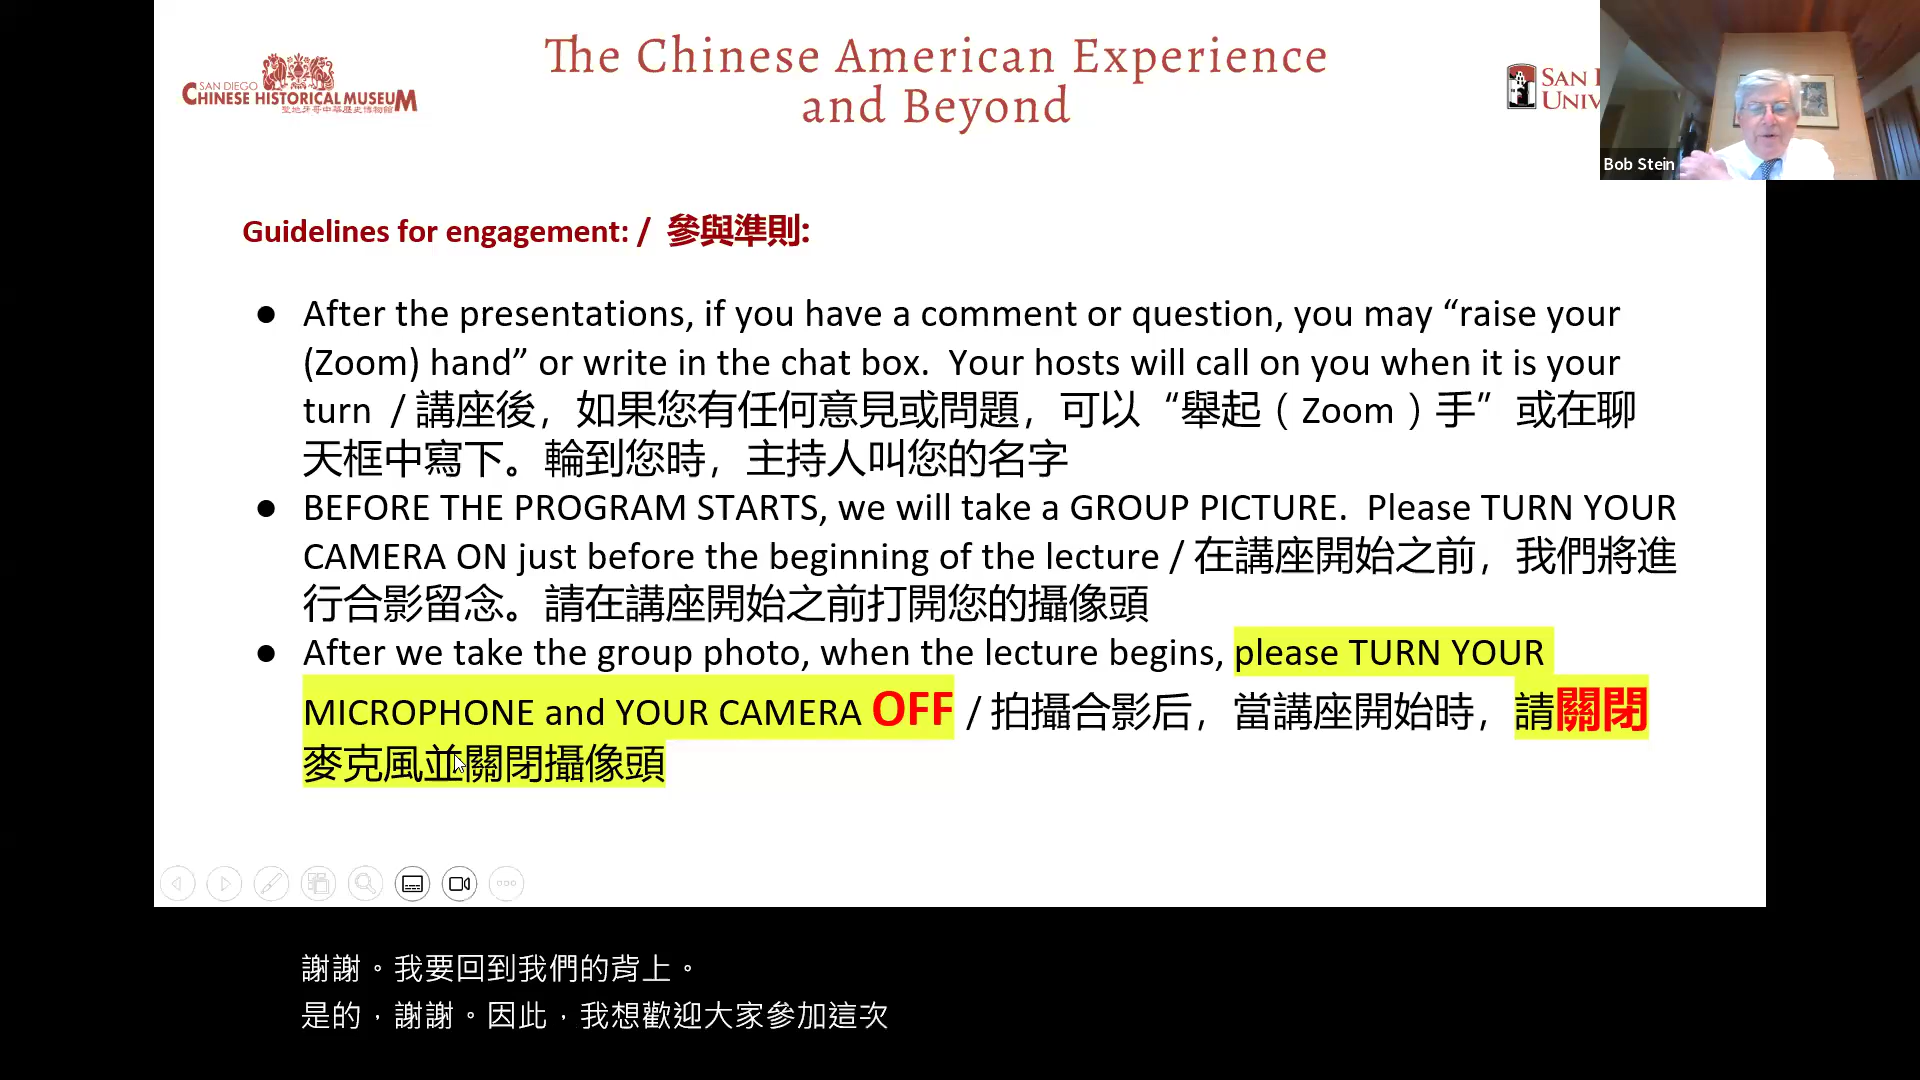 The Chinese American Experience
and Beyond
SAN DIEGO
CHINESE HISTORICAL MUSEUM
聖地牙哥中華歷史博物館
SAN
UNIV
Bob Stein
Guidelines for engagement: / 參與準則:
● After the presentations, if you have a comment or question, you may “raise your
(Zoom) hand” or write in the chat box. Your hosts will call on you when it is your
turn / 講座後，如果您有任何意見或問題，可以“舉起（Zoom）手”或在聊
天框中寫下。輪到您時，主持人叫您的名字
● BEFORE THE PROGRAM STARTS, we will take a GROUP PICTURE. Please TURN YOUR
CAMERA ON just before the beginning of the lecture / 在講座開始之前，我們將進
行合影留念。請在講座開始之前打開您的攝像頭
● After we take the group photo, when the lecture begins, please TURN YOUR
MICROPHONE and YOUR CAMERA OFF / 拍攝合影后，當講座開始時，請關閉
麥克風並關閉攝像頭
謝謝。我要回到我們的背上。
是的，謝謝。因此，我想歡迎大家參加這次